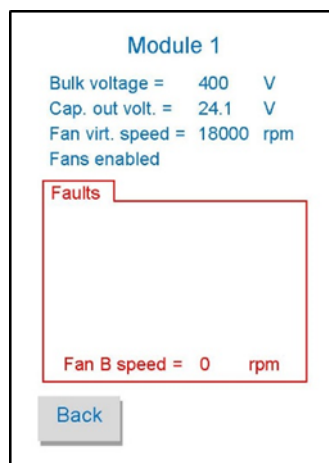 Module 1
Bulk voltage = 400 V
Cap. out volt. = 24.1 V
Fan virt. speed = 18000 rpm
Fans enabled
Faults
Fan B speed = 0 rpm
Back